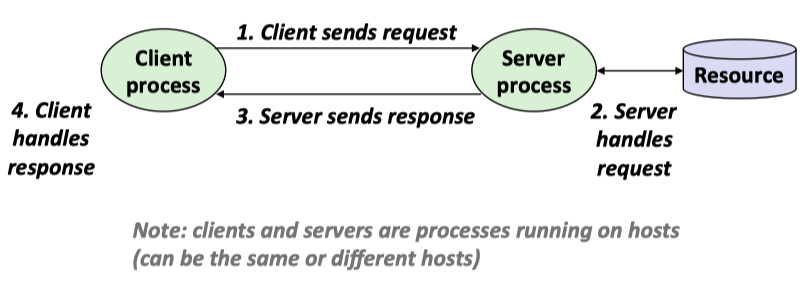 1. Client sends request
Client
process
Server
process
Resource
4. Client
handles
response
3. Server sends response
2. Server
handles
request
Note: clients and servers are processes running on hosts
(can be the same or different hosts)